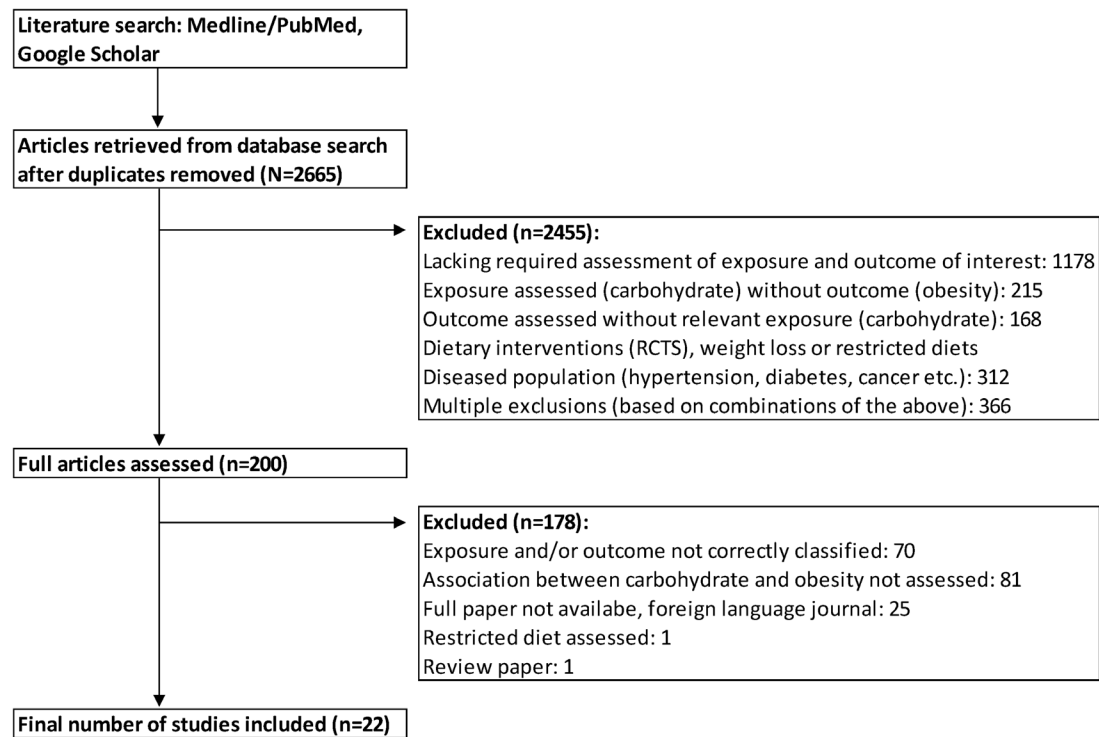 Literature search: Medline/PubMed,
Google Scholar
Articles retrieved from database search
after duplicates removed (N=2665)
Excluded (n=2455):
Lacking required assessment of exposure and outcome of interest: 1178
Exposure assessed (carbohydrate) without outcome (obesity): 215
Outcome assessed without relevant exposure (carbohydrate): 168
Dietary interventions (RCTS), weight loss or restricted diets
Diseased population (hypertension, diabetes, cancer etc.): 312
Multiple exclusions (based on combinations of the above): 366
Full articles assessed (n=200)
Excluded (n=178):
Exposure and/or outcome not correctly classified: 70
Association between carbohydrate and obesity not assessed: 81
Full paper not availabe, foreign language journal: 25
Restricted diet assessed: 1
Review paper: 1
Final number of studies included (n=22)